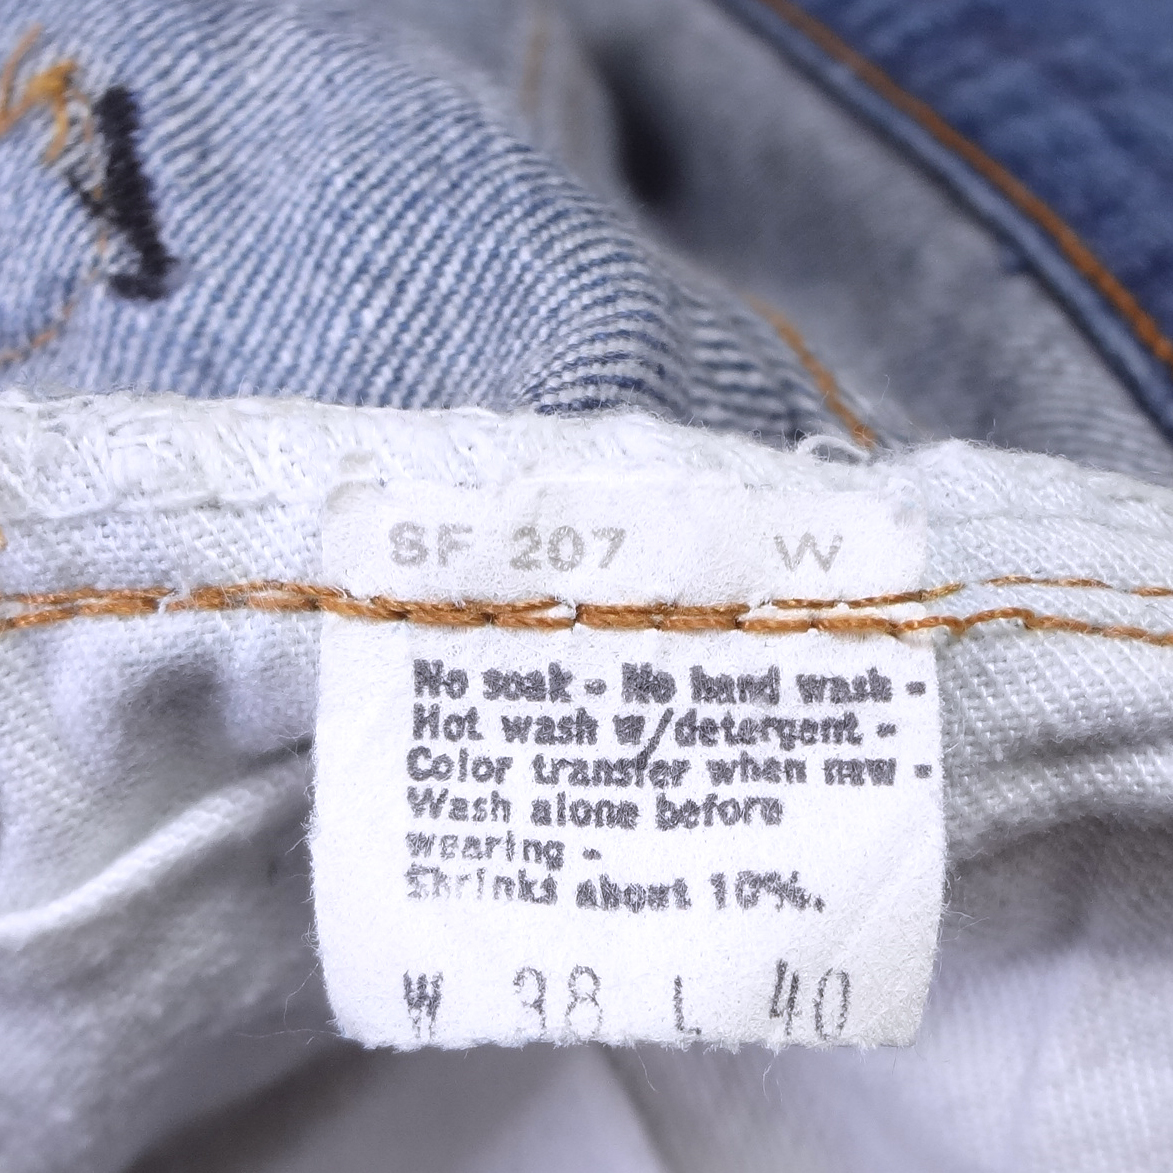 SF 207 W
No soak - No hand wash -
Hot wash w/detergent -
Color transfer when new -
Wash alone before
wearing -
Shrinks about 10%.
W 38 L 40